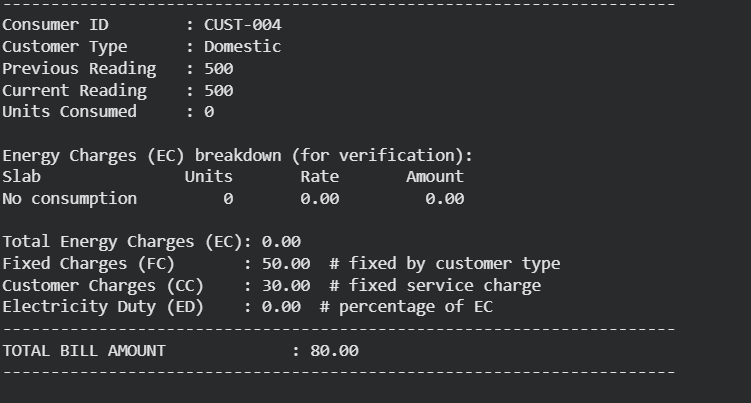 ----------------------------------------------------------------------
Consumer ID        : CUST-004
Customer Type      : Domestic
Previous Reading   : 500
Current Reading    : 500
Units Consumed     : 0

Energy Charges (EC) breakdown (for verification):
Slab               Units       Rate       Amount
No consumption         0       0.00         0.00

Total Energy Charges (EC): 0.00
Fixed Charges (FC)       : 50.00  # fixed by customer type
Customer Charges (CC)    : 30.00  # fixed service charge
Electricity Duty (ED)    : 0.00  # percentage of EC
----------------------------------------------------------------------
TOTAL BILL AMOUNT             : 80.00
----------------------------------------------------------------------